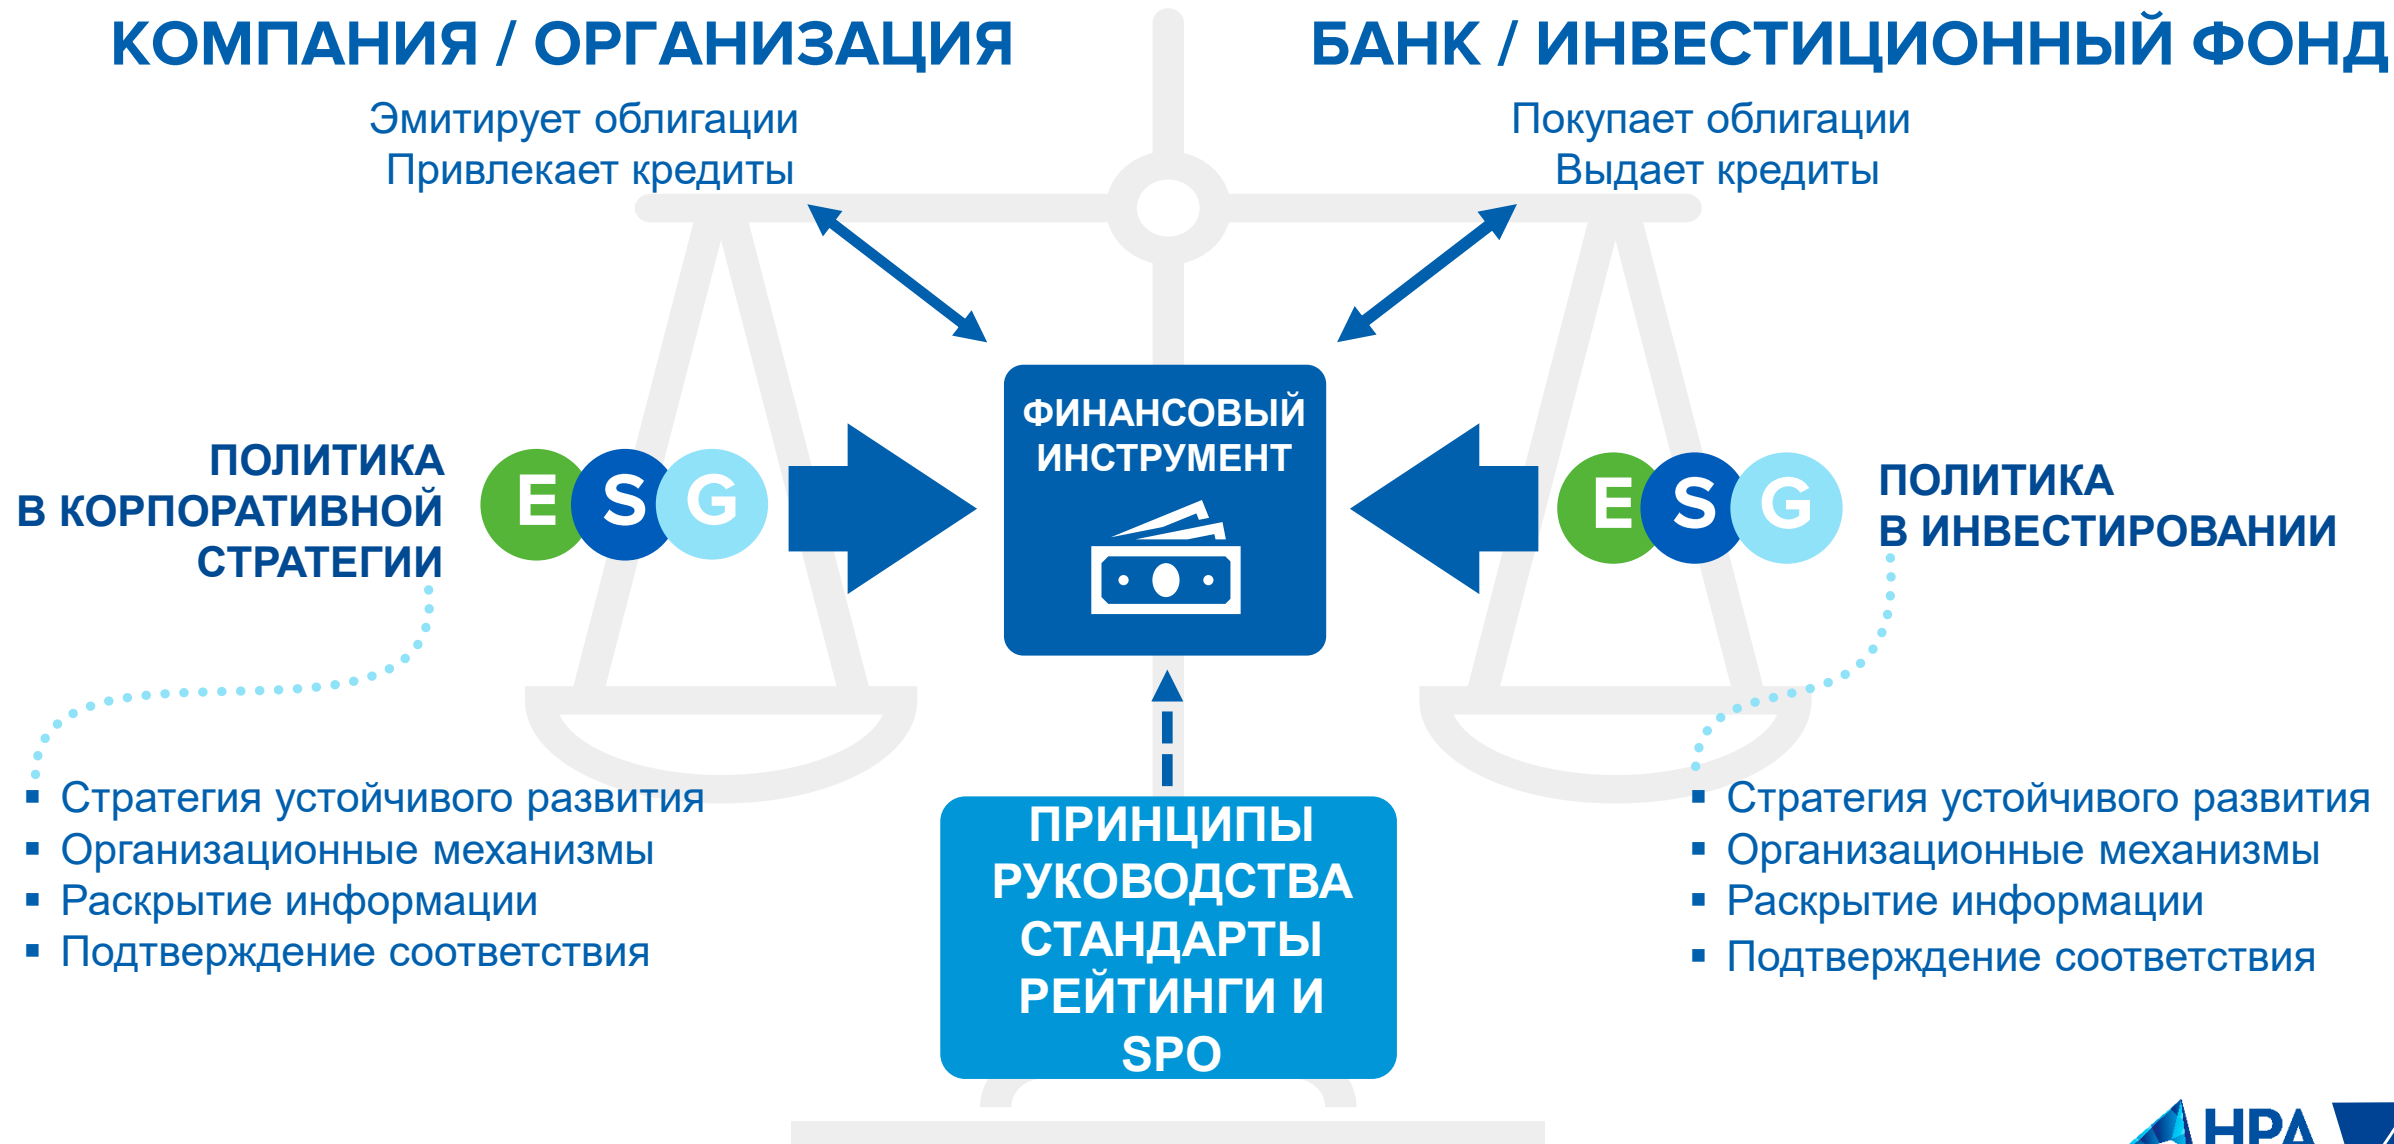 КОМПАНИЯ / ОРГАНИЗАЦИЯ
Эмитирует облигации
Привлекает кредиты
БАНК / ИНВЕСТИЦИОННЫЙ ФОНД
Покупает облигации
Выдает кредиты
ПОЛИТИКА
В КОРПОРАТИВНОЙ
СТРАТЕГИИ
E S G
ФИНАНСОВЫЙ
ИНСТРУМЕНТ
E S G
ПОЛИТИКА
В ИНВЕСТИРОВАНИИ
▪ Стратегия устойчивого развития
▪ Организационные механизмы
▪ Раскрытие информации
▪ Подтверждение соответствия
ПРИНЦИПЫ
РУКОВОДСТВА
СТАНДАРТЫ
РЕЙТИНГИ И
SPO
▪ Стратегия устойчивого развития
▪ Организационные механизмы
▪ Раскрытие информации
▪ Подтверждение соответствия
НРА